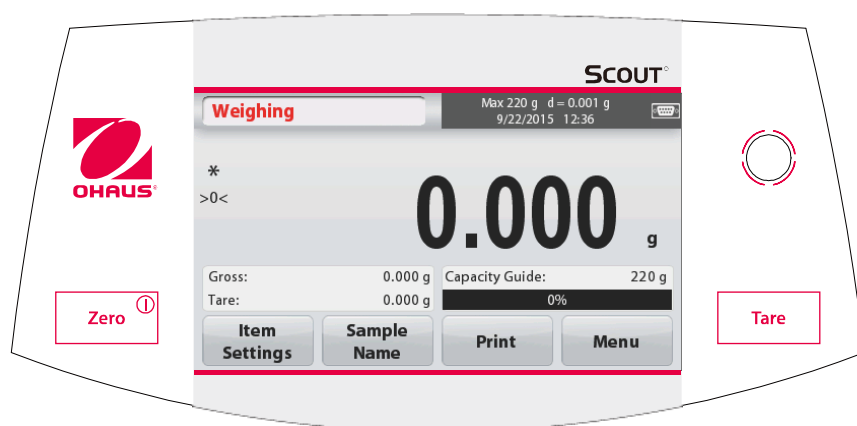 SCOUT
Weighing
Max 220 g d = 0.001 g
9/22/2015 12:36
OHAUS
*
>0<
0.000 g
Gross: 0.000 g
Tare: 0.000 g
Capacity Guide: 220 g
0%
Zero
Tare
Item Settings
Sample Name
Print
Menu